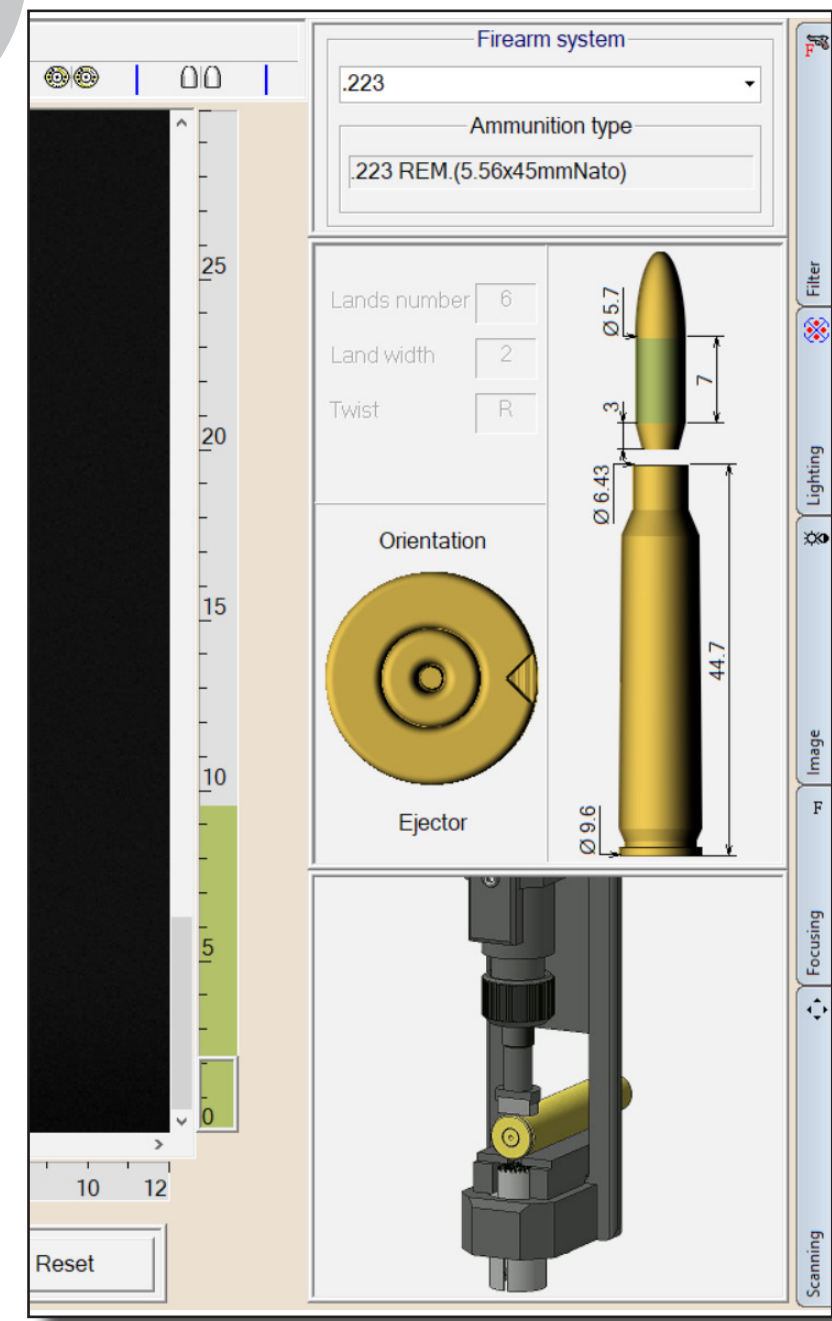 Firearm system
.223
Ammunition type
.223 REM.(5.56x45mmNato)
F
Filter
Lighting
Image
F
Focusing
Scanning
25
20
15
10
5
0
10 12
Reset
Lands number 6
Land width 2
Twist R
Orientation
Ejector
Ø 5.7
7
3
Ø 6.43
44.7
Ø 9.6